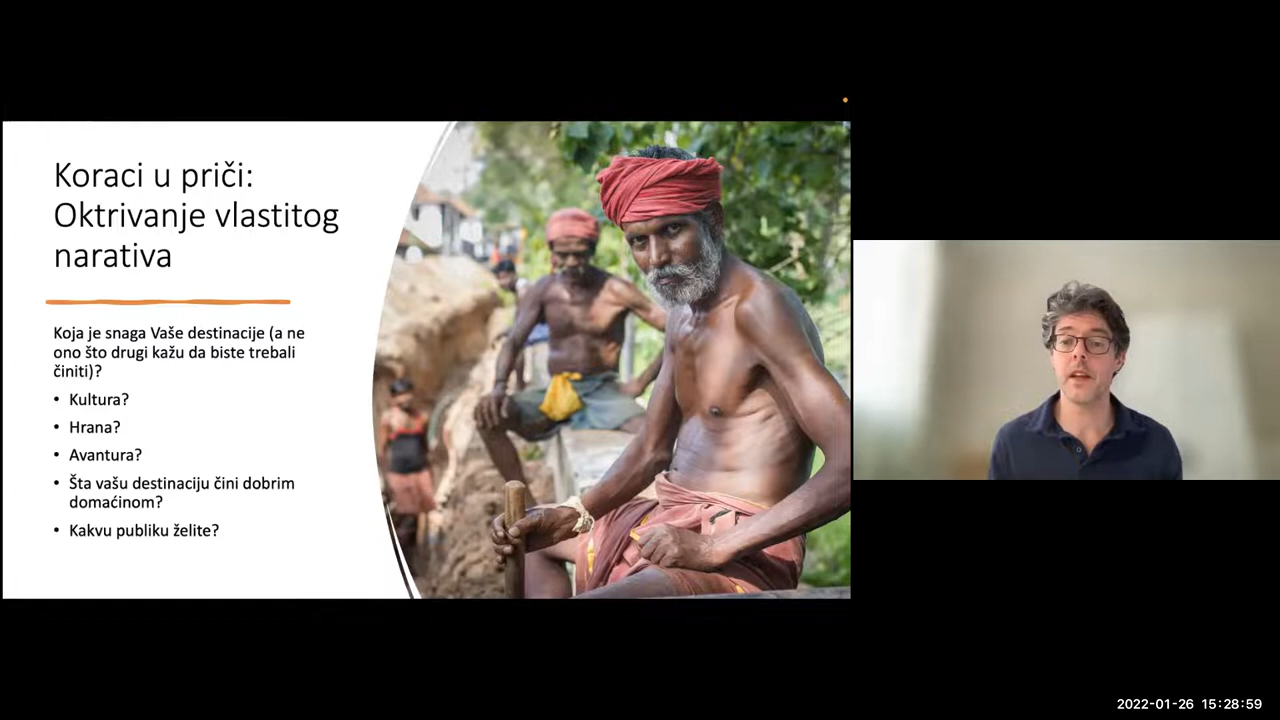 Koraci u priči:
Oktrivanje vlastitog
narativa
Koja je snaga Vaše destinacije (a ne
ono što drugi kažu da biste trebali
činiti)?
• Kultura?
• Hrana?
• Avantura?
• Šta vašu destinaciju čini dobrim
domaćinom?
• Kakvu publiku želite?
2022-01-26 15:28:59